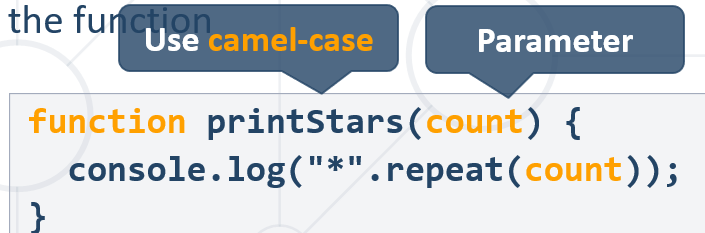 the function
Use camel-case
Parameter
function printStars(count) {
  console.log("*".repeat(count));
}